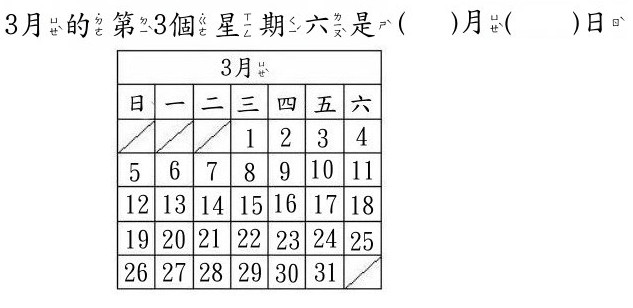 3月的第3個星期六是(　　)月(　　)日
3月
日 一 二 三 四 五 六
1 2 3 4
5 6 7 8 9 10 11
12 13 14 15 16 17 18
19 20 21 22 23 24 25
26 27 28 29 30 31